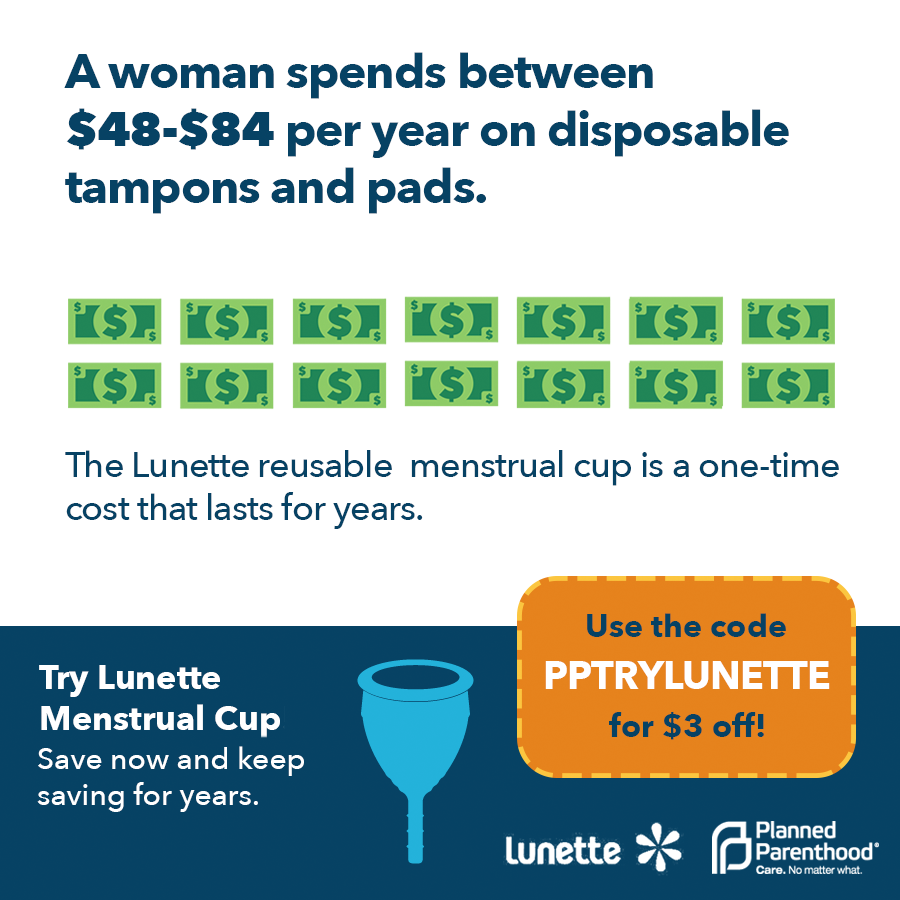 A woman spends between
$48-$84 per year on disposable
tampons and pads.
$ $ $ $ $ $ $ $ $ $ $ $ $ $ $ $ $ $ $ $ $
$ $ $ $ $ $ $ $ $ $ $ $ $ $ $ $ $ $ $ $ $
The Lunette reusable  menstrual cup is a one-time
cost that lasts for years.
Use the code
PPTRYLUNETTE
for $3 off!
Try Lunette
Menstrual Cup
Save now and keep
saving for years.
Lunette
Planned
Parenthood®
Care. No matter what.